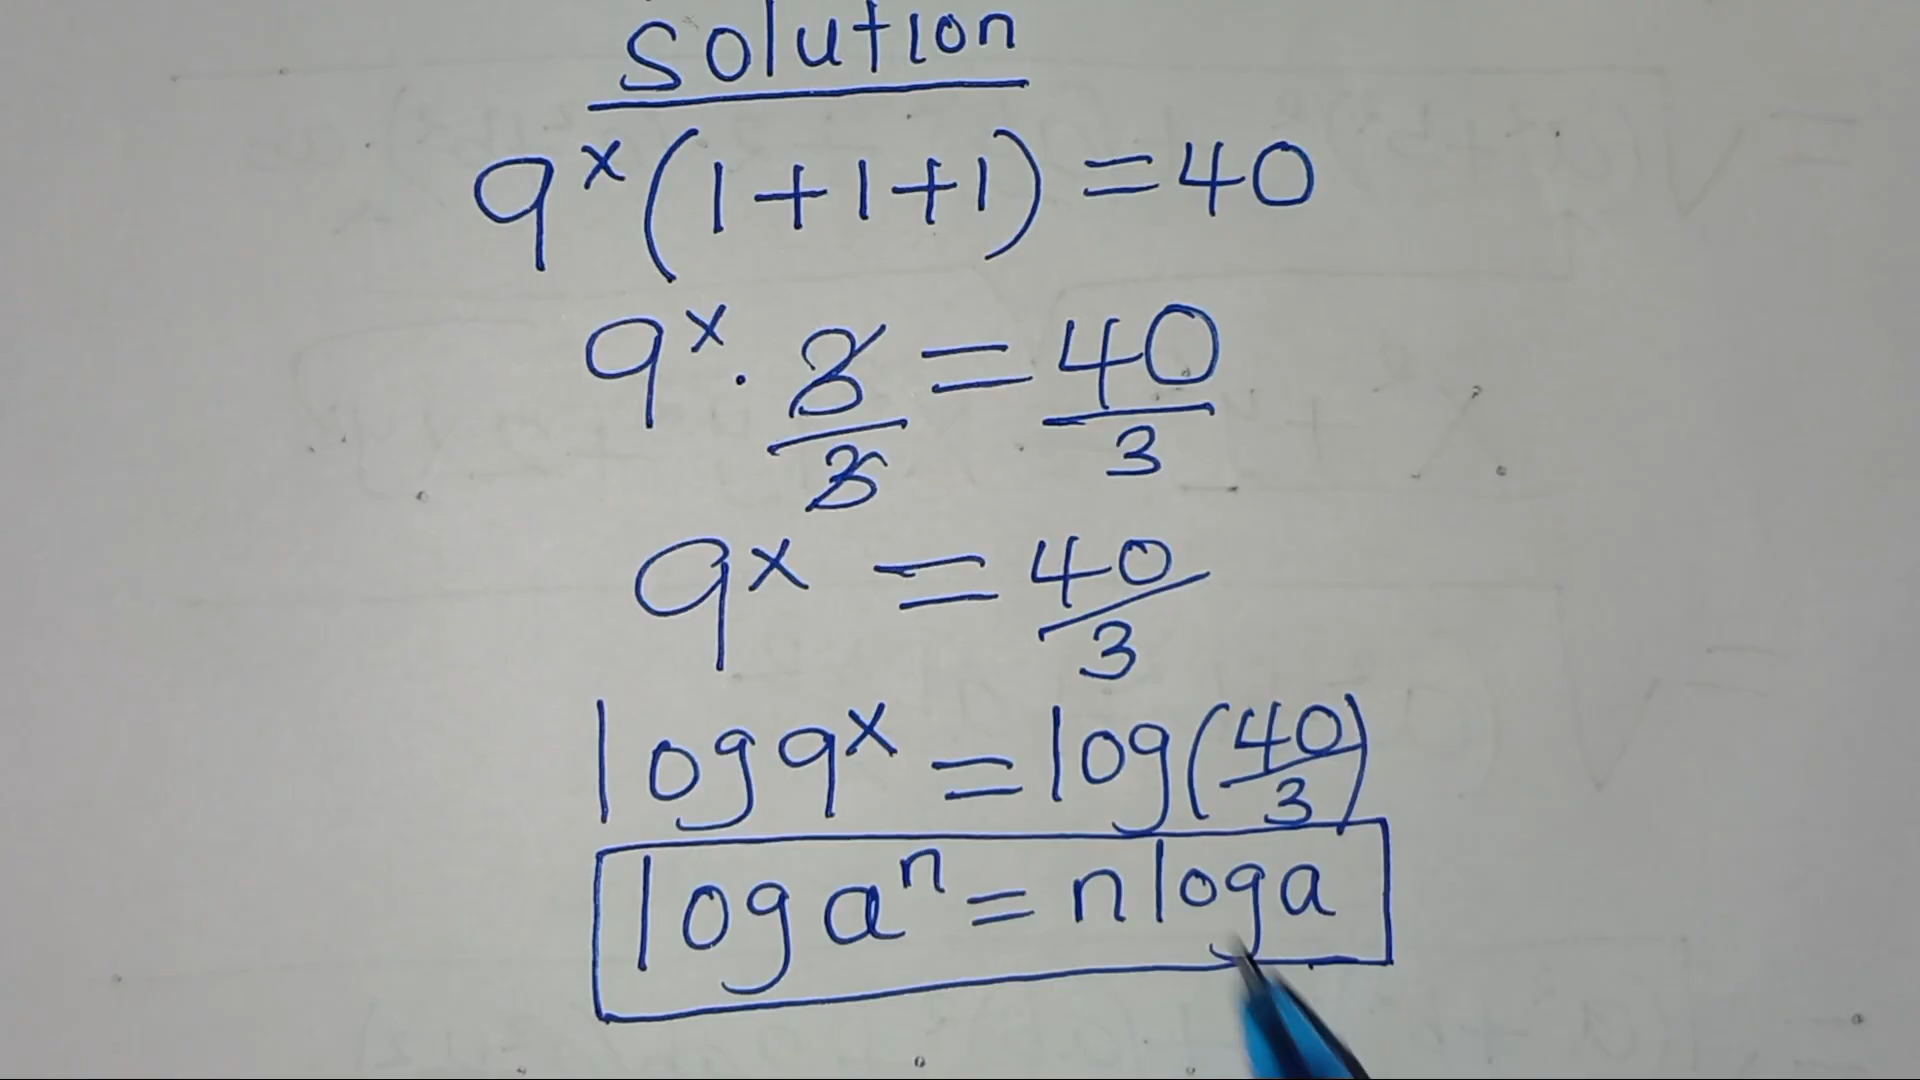 Solution
9^x(1+1+1)=40
9^x · 3/3 = 40/3
9^x = 40/3
log 9^x = log(40/3)
log a^n = n log a